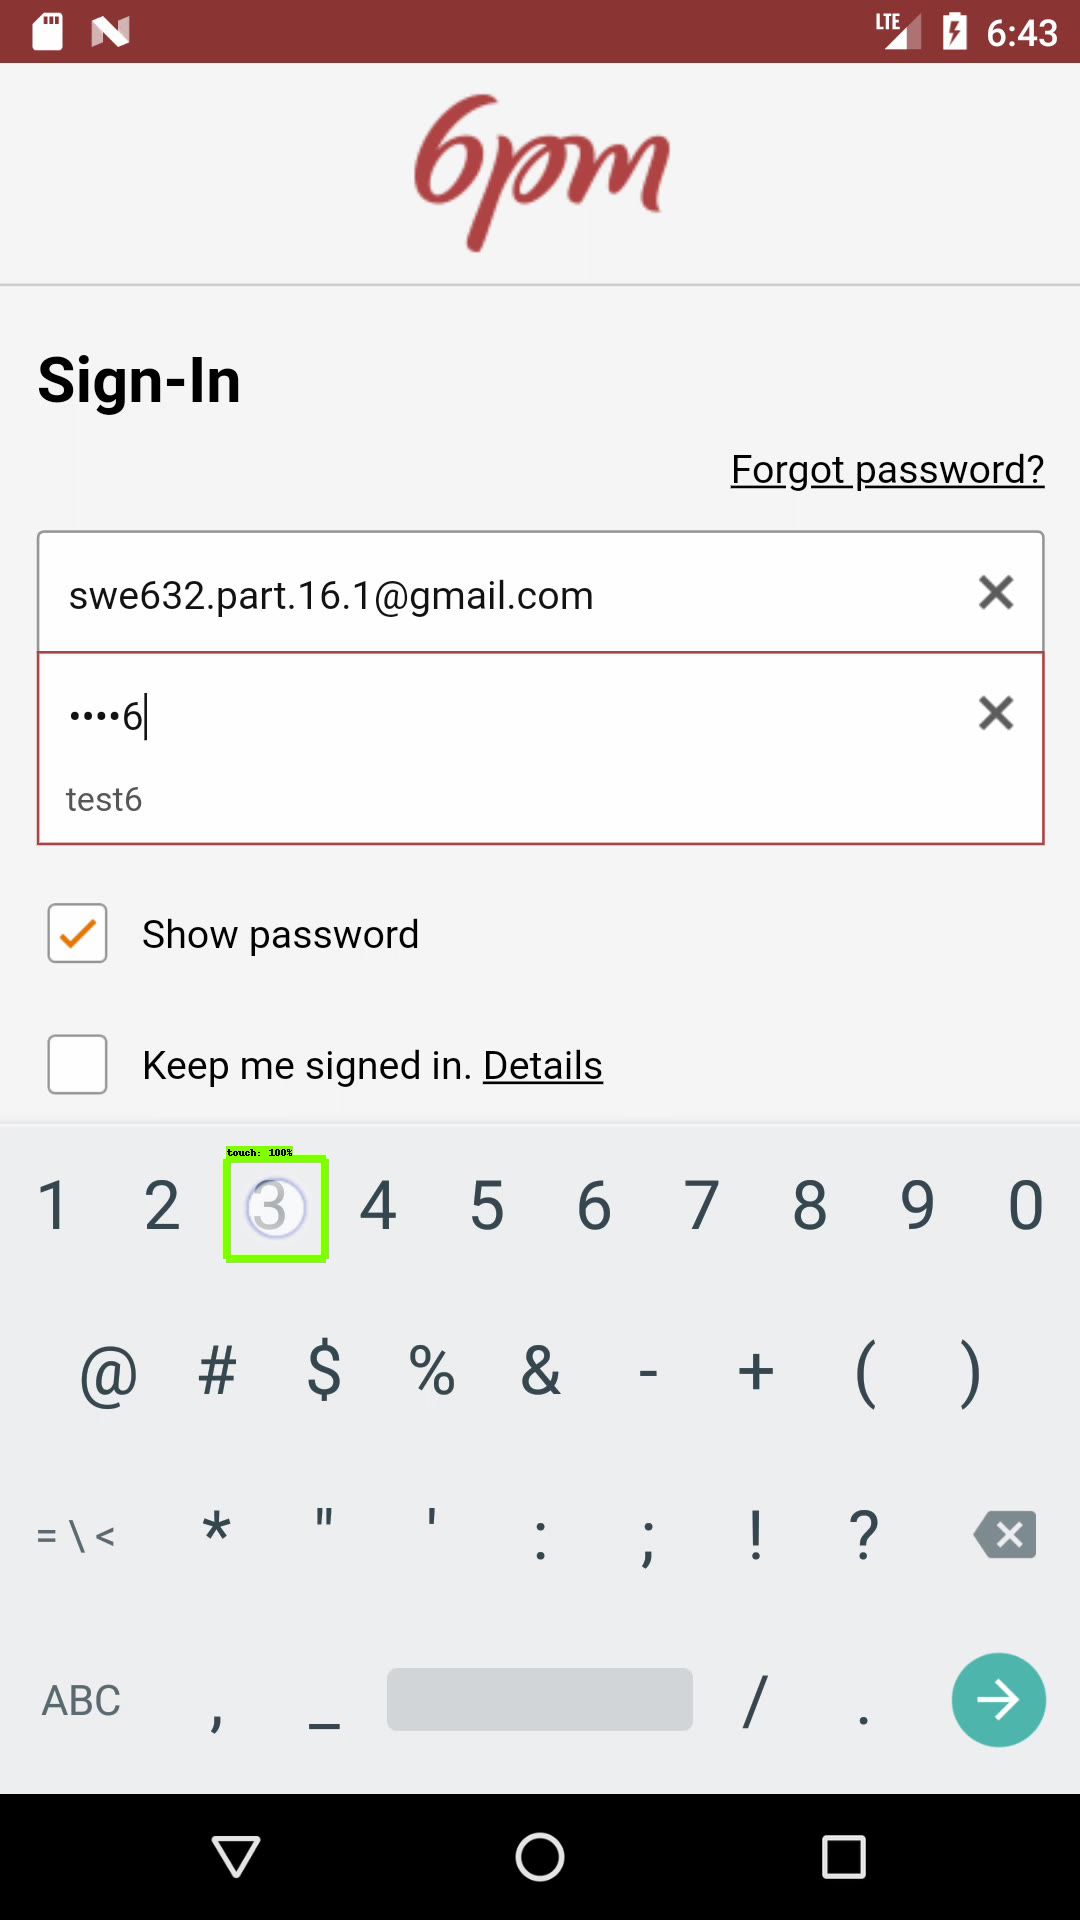 LTE 6:43
6pm
Sign-In
Forgot password?
swe632.part.16.1@gmail.com
••••6
test6
Show password
Keep me signed in. Details
touch: 100%
1 2 3 4 5 6 7 8 9 0
@ # $ % & - + ( )
= \ < * " ' : ; ! ?
ABC , _ / .